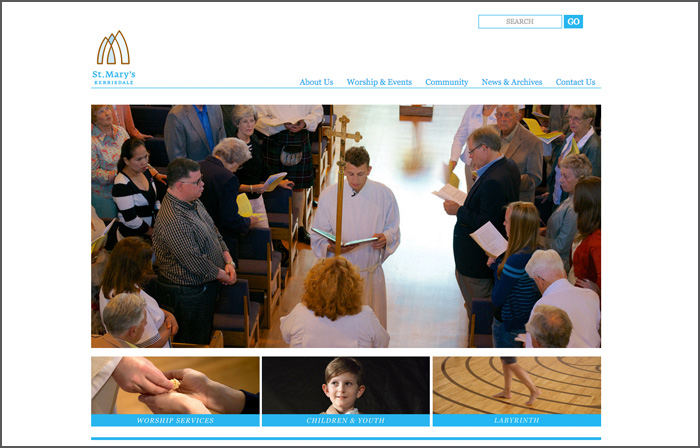 SEARCH GO
St. Mary's
KERRISDALE
About Us Worship & Events Community News & Archives Contact Us
WORSHIP SERVICES CHILDREN & YOUTH LABYRINTH